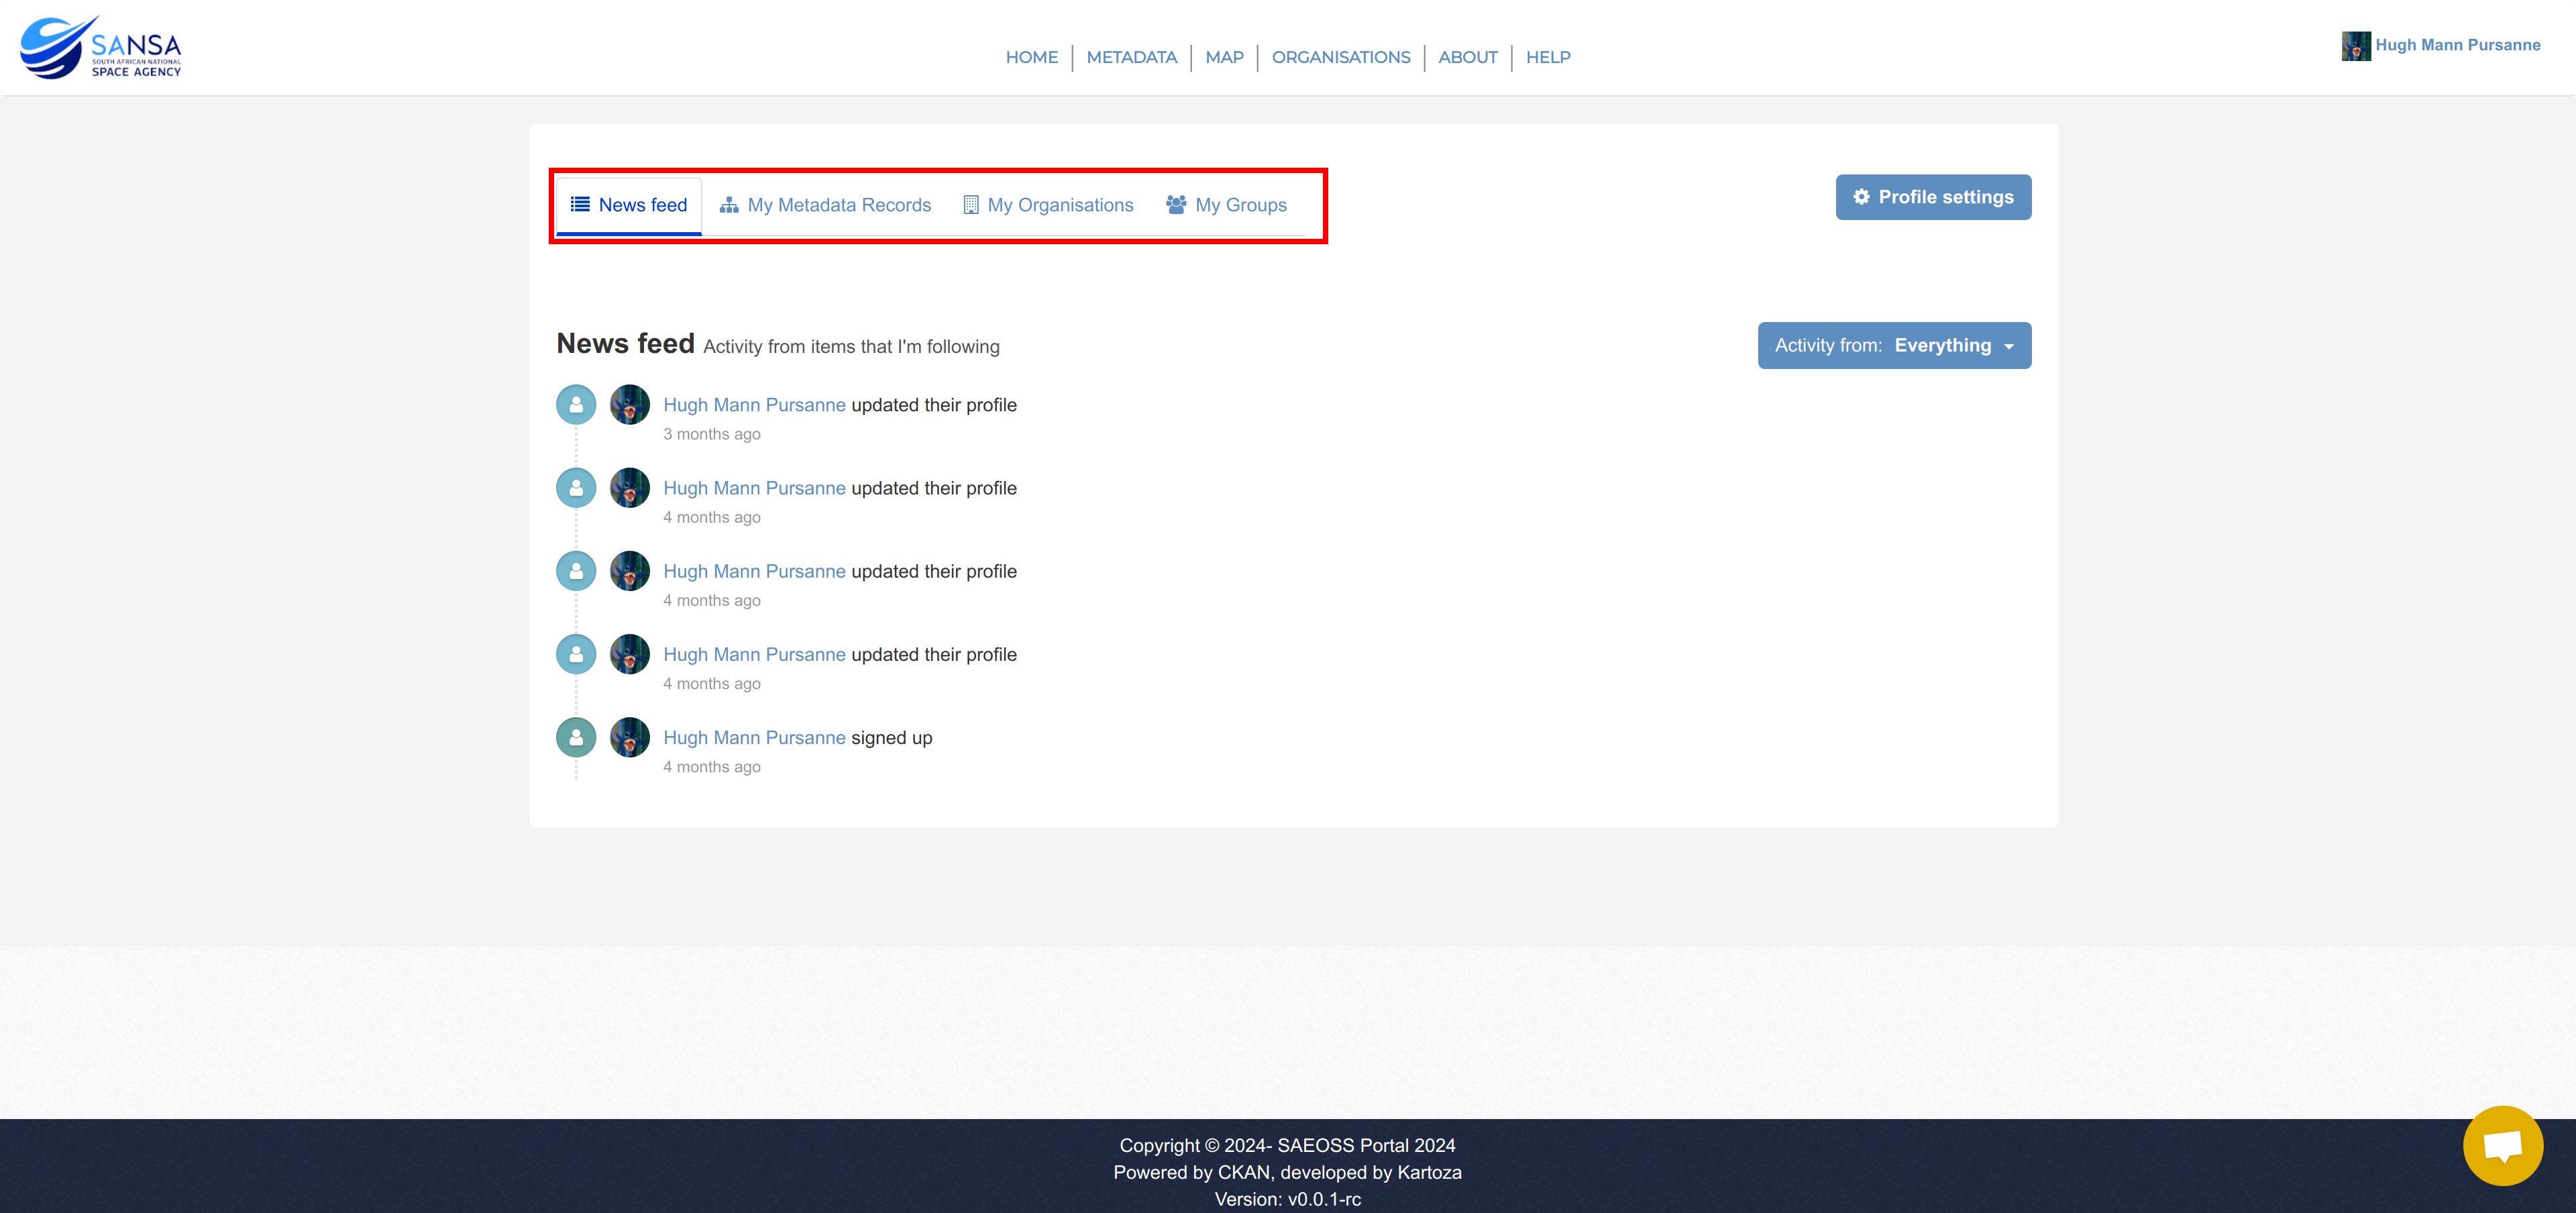 SANSA
SOUTH AFRICAN NATIONAL
SPACE AGENCY
HOME METADATA MAP ORGANISATIONS ABOUT HELP
Hugh Mann Pursanne
News feed My Metadata Records My Organisations My Groups
Profile settings
News feed Activity from items that I'm following
Activity from: Everything
Hugh Mann Pursanne updated their profile
3 months ago
Hugh Mann Pursanne updated their profile
4 months ago
Hugh Mann Pursanne updated their profile
4 months ago
Hugh Mann Pursanne updated their profile
4 months ago
Hugh Mann Pursanne signed up
4 months ago
Copyright © 2024- SAEOSS Portal 2024
Powered by CKAN, developed by Kartoza
Version: v0.0.1-rc